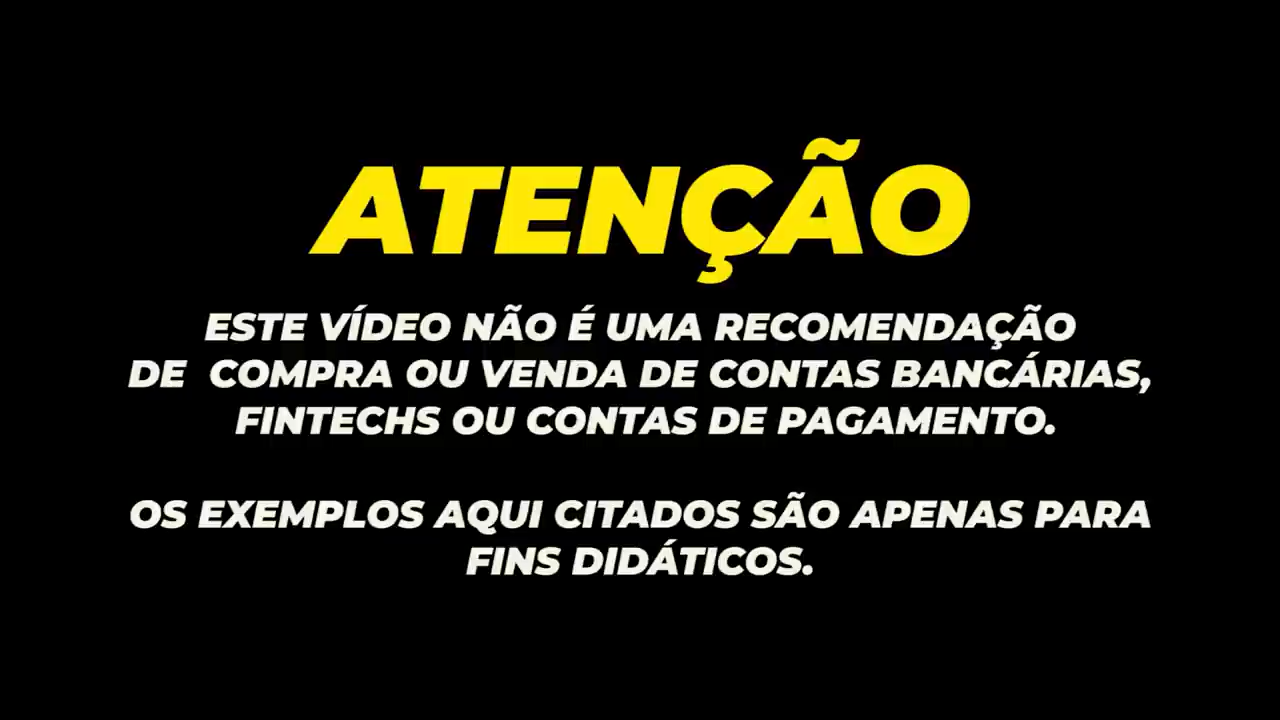 ATENÇÃO
ESTE VÍDEO NÃO É UMA RECOMENDAÇÃO
DE COMPRA OU VENDA DE CONTAS BANCÁRIAS,
FINTECHS OU CONTAS DE PAGAMENTO.
OS EXEMPLOS AQUI CITADOS SÃO APENAS PARA
FINS DIDÁTICOS.